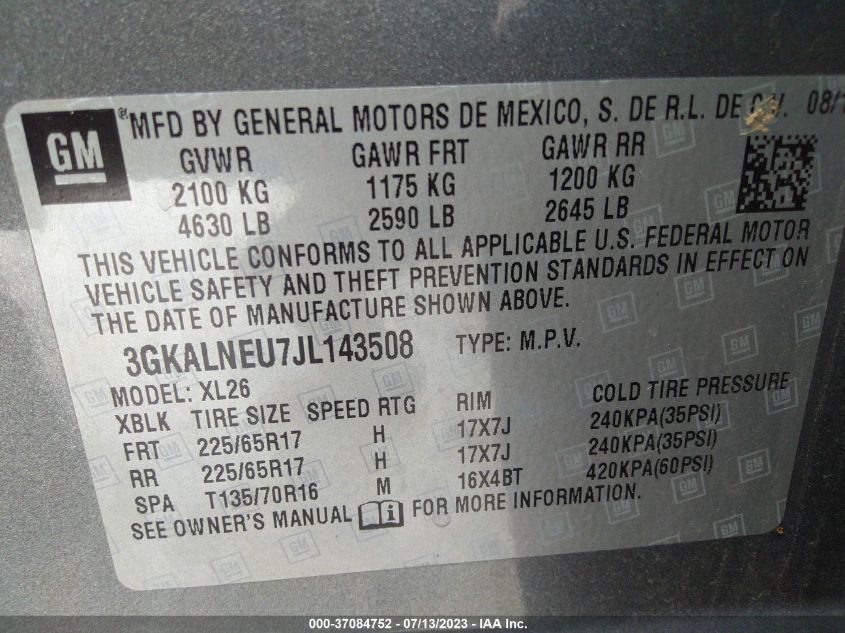 GM
®MFD BY GENERAL MOTORS DE MEXICO, S. DE R.L. DE C.V. 08/1
GVWR GAWR FRT GAWR RR
2100 KG 1175 KG 1200 KG
4630 LB 2590 LB 2645 LB
THIS VEHICLE CONFORMS TO ALL APPLICABLE U.S. FEDERAL MOTOR
VEHICLE SAFETY AND THEFT PREVENTION STANDARDS IN EFFECT ON
THE DATE OF MANUFACTURE SHOWN ABOVE.
3GKALNEU7JL143508 TYPE: M.P.V.
MODEL: XL26
XBLK TIRE SIZE SPEED RTG RIM COLD TIRE PRESSURE
FRT 225/65R17 H 17X7J 240KPA(35PSI)
RR 225/65R17 H 17X7J 240KPA(35PSI)
SPA T135/70R16 M 16X4BT 420KPA(60PSI)
SEE OWNER'S MANUAL FOR MORE INFORMATION.
000-37084752 - 07/13/2023 - IAA Inc.